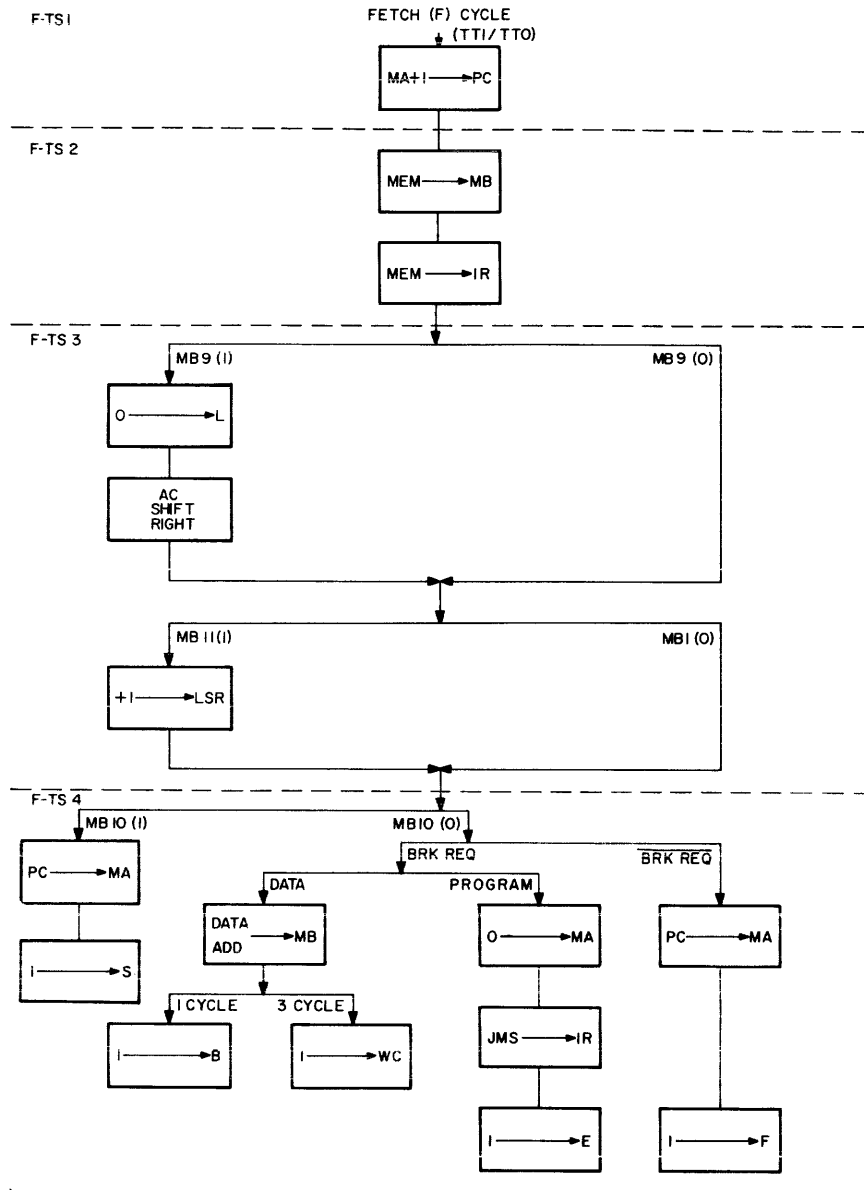 F-TS1
FETCH (F) CYCLE
(TTI/TTO)
MA+1 → PC
F-TS 2
MEM → MB
MEM → IR
F-TS 3
MB9 (1)
MB9 (0)
0 → L
AC
SHIFT
RIGHT
MB11(1)
MB1(0)
+1 → LSR
F-TS 4
MB10 (1)
MB10 (0)
BRK REQ
BRK REQ
PC → MA
DATA
PROGRAM
DATA
ADD → MB
0 → MA
PC → MA
1 → S
1 CYCLE
3 CYCLE
JMS → IR
1 → B
1 → WC
1 → E
1 → F